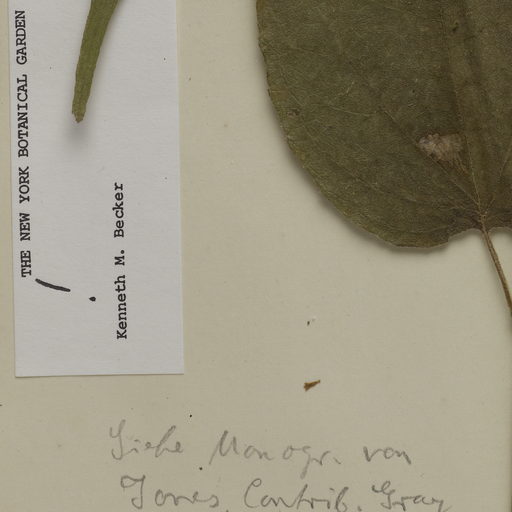 THE NEW YORK BOTANICAL GARDEN
Kenneth M. Becker
Siehe Monogr. von
Jones, Contrib. Gray